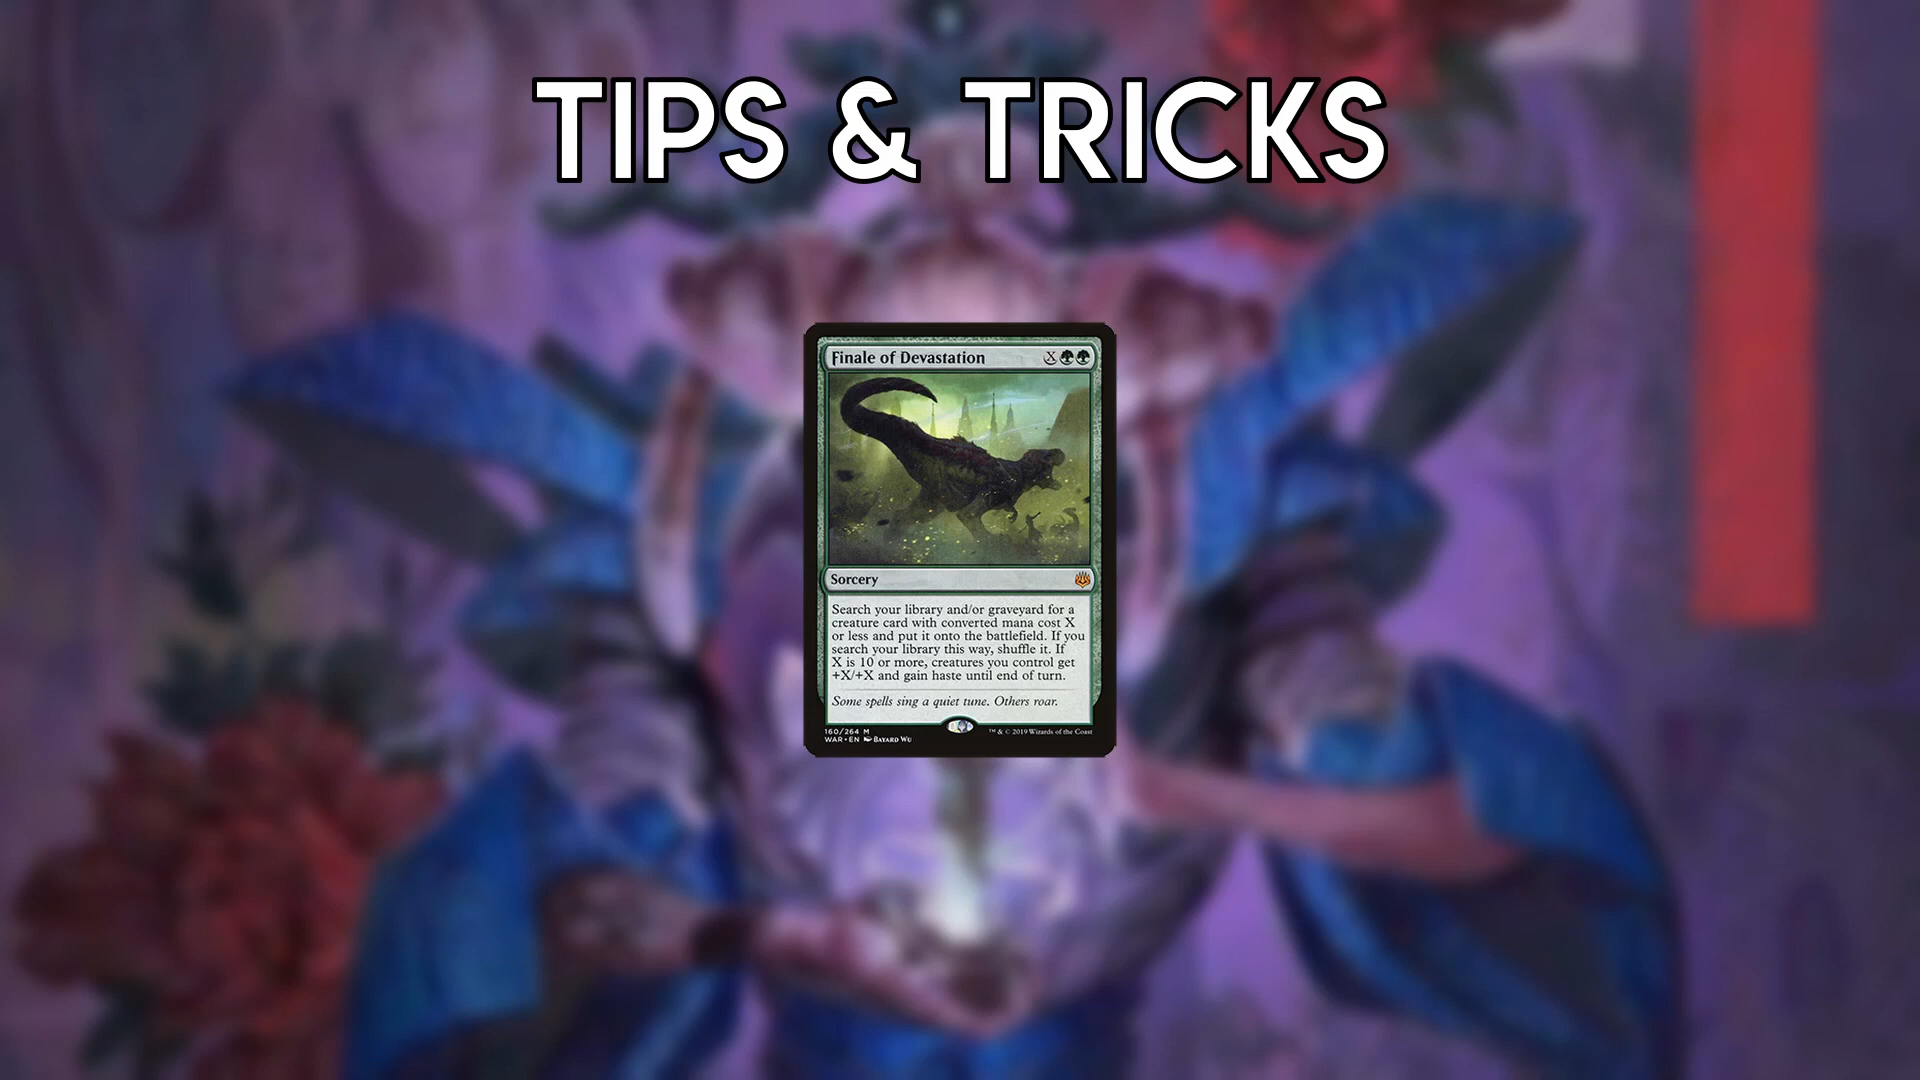 TIPS & TRICKS
Finale of Devastation X
Sorcery
Search your library and/or graveyard for a
creature card with converted mana cost X
or less and put it onto the battlefield. If you
search your library this way, shuffle it. If
X is 10 or more, creatures you control get
+X/+X and gain haste until end of turn.
Some spells sing a quiet tune. Others roar.
160/264 M
WAR • EN Bayard Wu
™ & © 2019 Wizards of the Coast